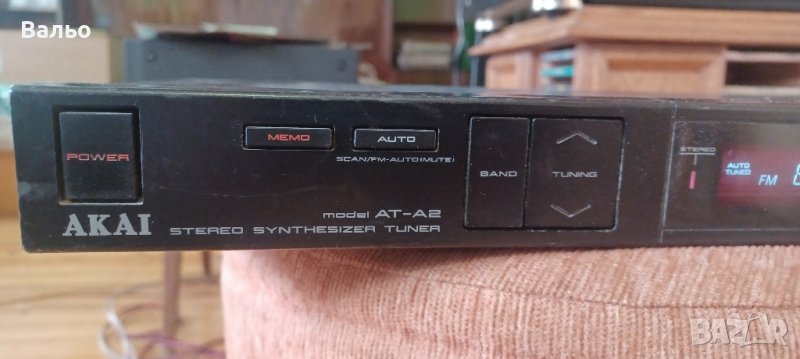 Вальо
POWER
MEMO
AUTO
SCAN/FM-AUTO(MUTE)
BAND
TUNING
STEREO
AUTO
TUNED
FM
model AT-A2
AKAI
STEREO SYNTHESIZER TUNER
BAZAR